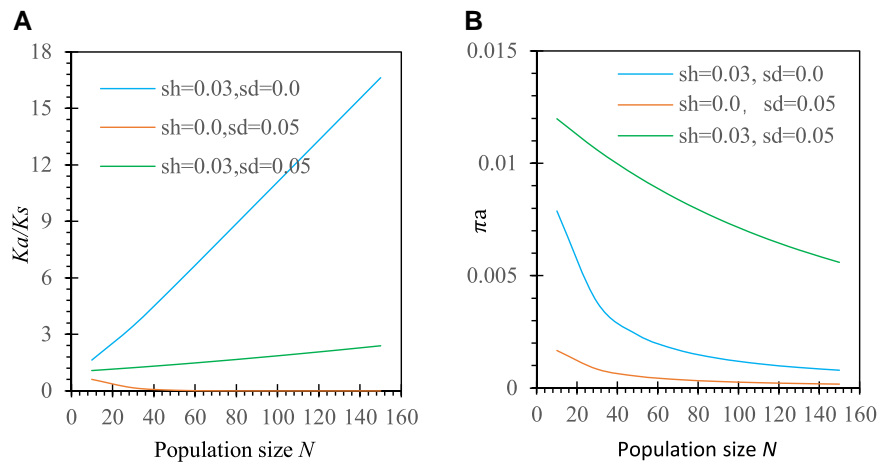 A
18
15
12
9
6
3
0
Ka/Ks
sh=0.03,sd=0.0
sh=0.0,sd=0.05
sh=0.03,sd=0.05
0 20 40 60 80 100 120 140 160
Population size N
B
0.015
0.01
0.005
0
πa
sh=0.03, sd=0.0
sh=0.0, sd=0.05
sh=0.03, sd=0.05
0 20 40 60 80 100 120 140 160
Population size N